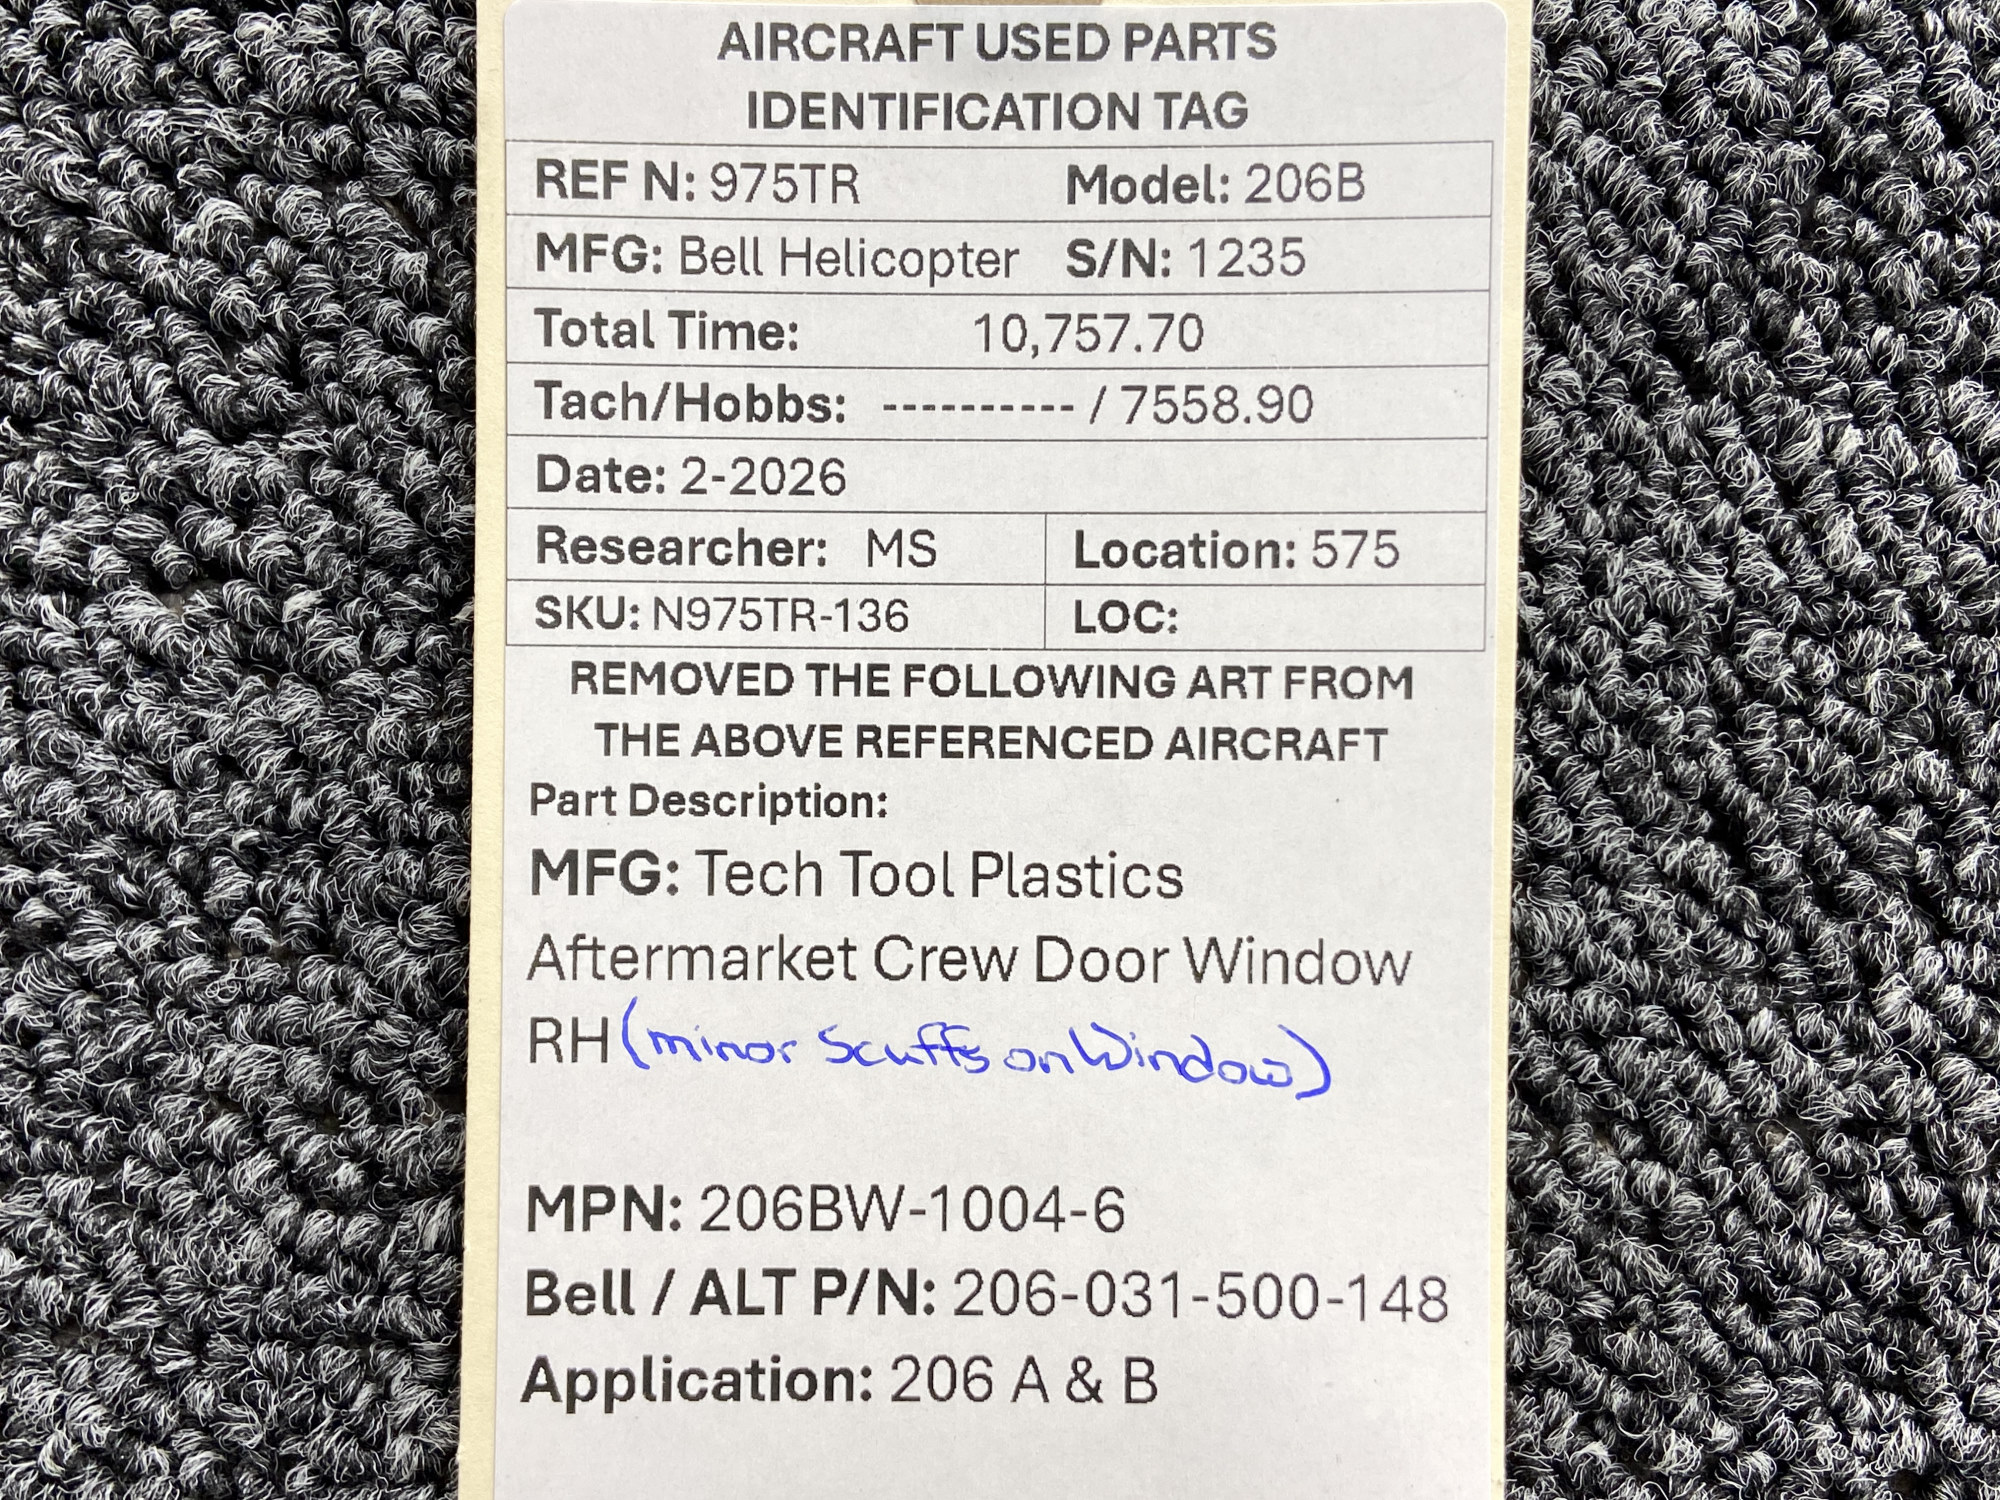 AIRCRAFT USED PARTS
IDENTIFICATION TAG
REF N: 975TR Model: 206B
MFG: Bell Helicopter S/N: 1235
Total Time: 10,757.70
Tach/Hobbs: ---------- / 7558.90
Date: 2-2026
Researcher: MS Location: 575
SKU: N975TR-136 LOC:
REMOVED THE FOLLOWING ART FROM
THE ABOVE REFERENCED AIRCRAFT
Part Description:
MFG: Tech Tool Plastics
Aftermarket Crew Door Window
RH (minor Scuffs on Window)
MPN: 206BW-1004-6
Bell / ALT P/N: 206-031-500-148
Application: 206 A & B